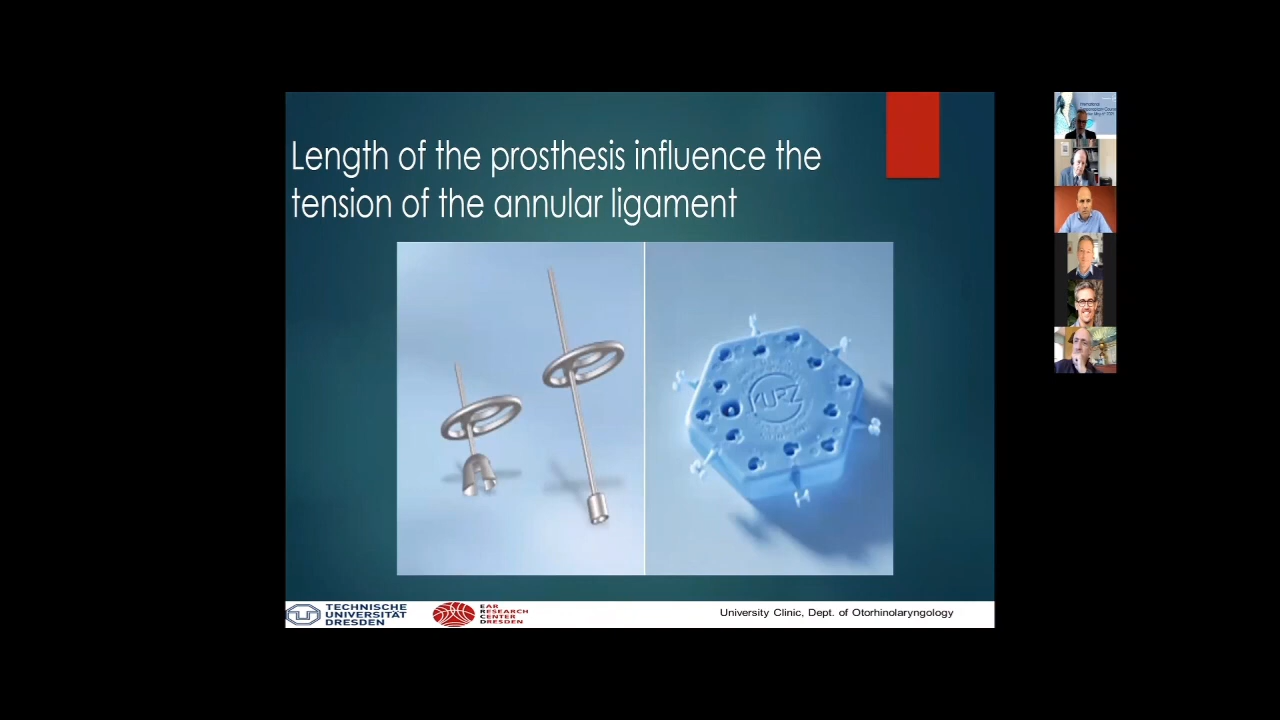 Length of the prosthesis influence the
tension of the annular ligament
KURZ
TECHNISCHE
UNIVERSITÄT
DRESDEN
EAR
RESEARCH
CENTER
DRESDEN
University Clinic, Dept. of Otorhinolaryngology
International